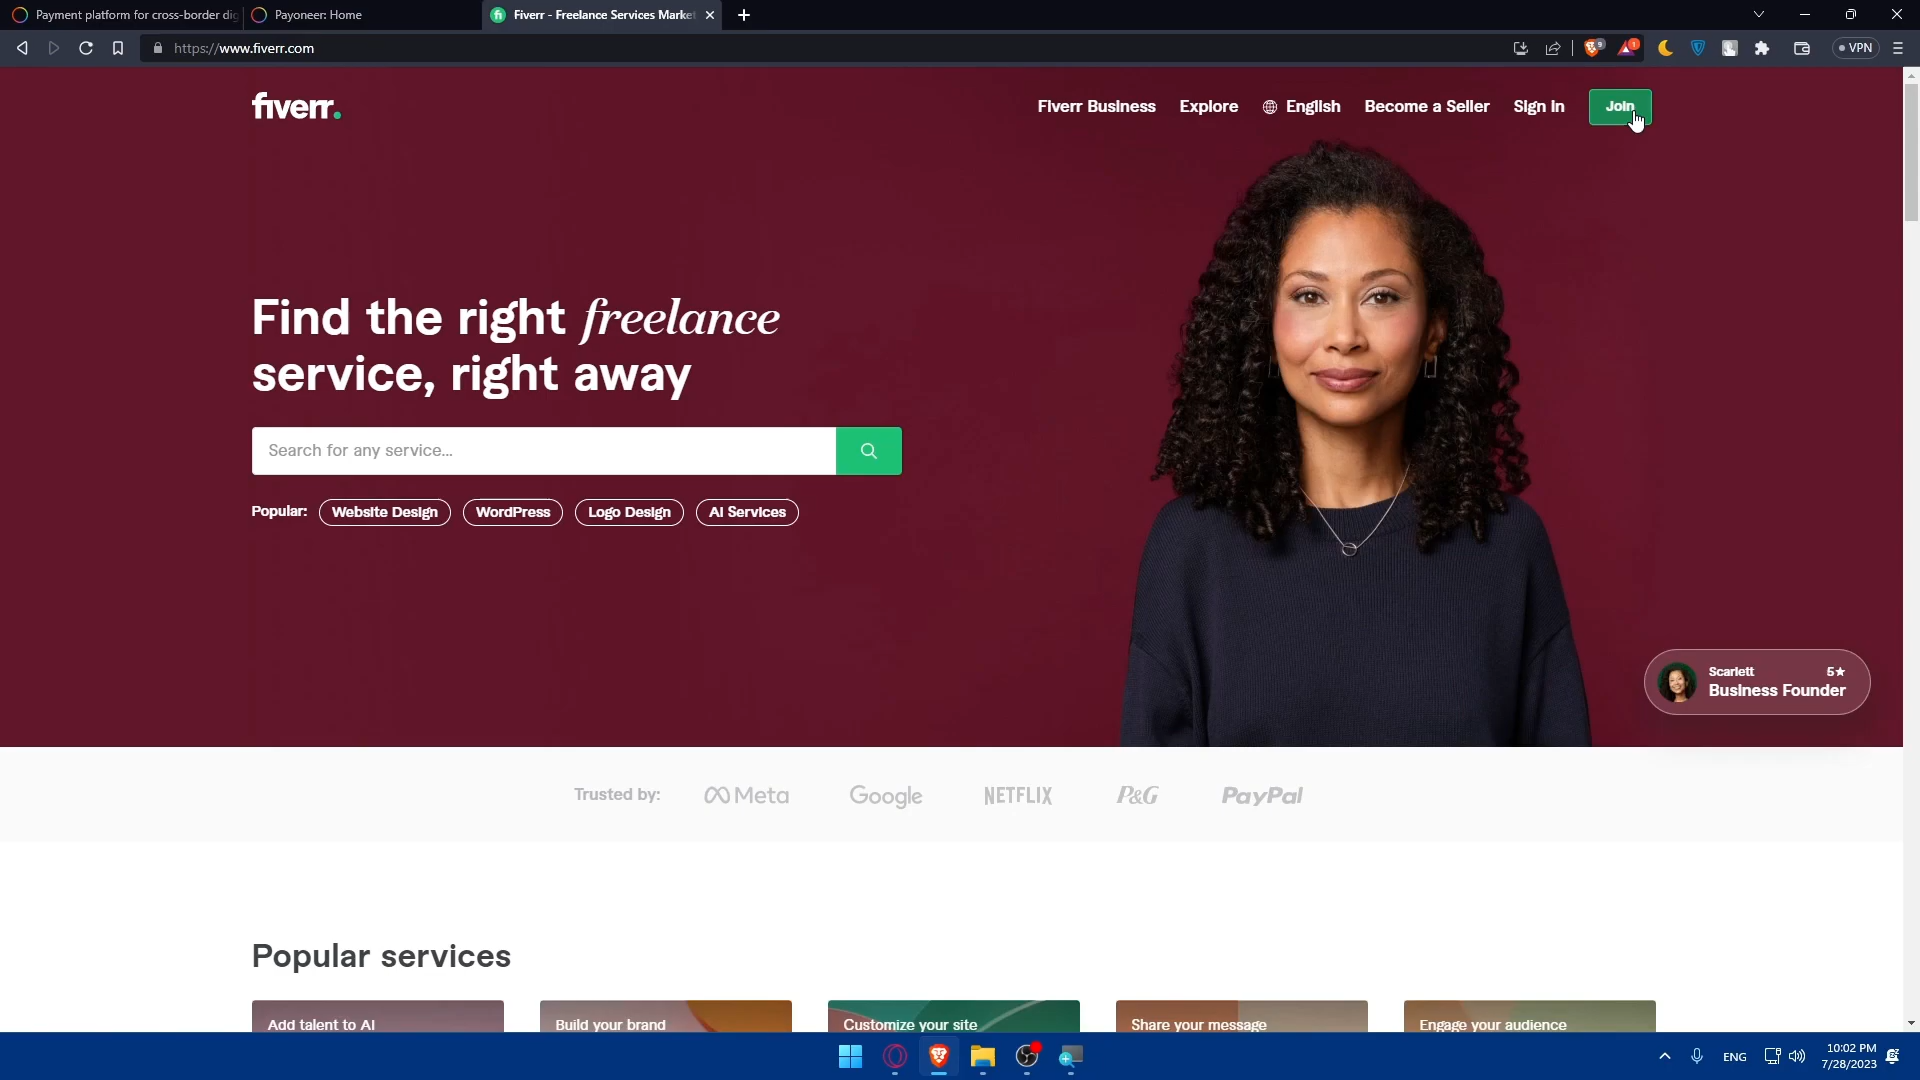 Payment platform for cross-border dig
Payoneer: Home
Fiverr - Freelance Services Market
https://www.fiverr.com
9
1
VPN
fiverr.
Fiverr Business
Explore
English
Become a Seller
Sign In
Join
Find the right freelance
service, right away
Search for any service...
Popular:
Website Design
WordPress
Logo Design
AI Services
Scarlett 5★
Business Founder
Trusted by:
Meta
Google
NETFLIX
P&G
PayPal
Popular services
Add talent to AI
Build your brand
Customize your site
Share your message
Engage your audience
ENG
10:02 PM
7/28/2023